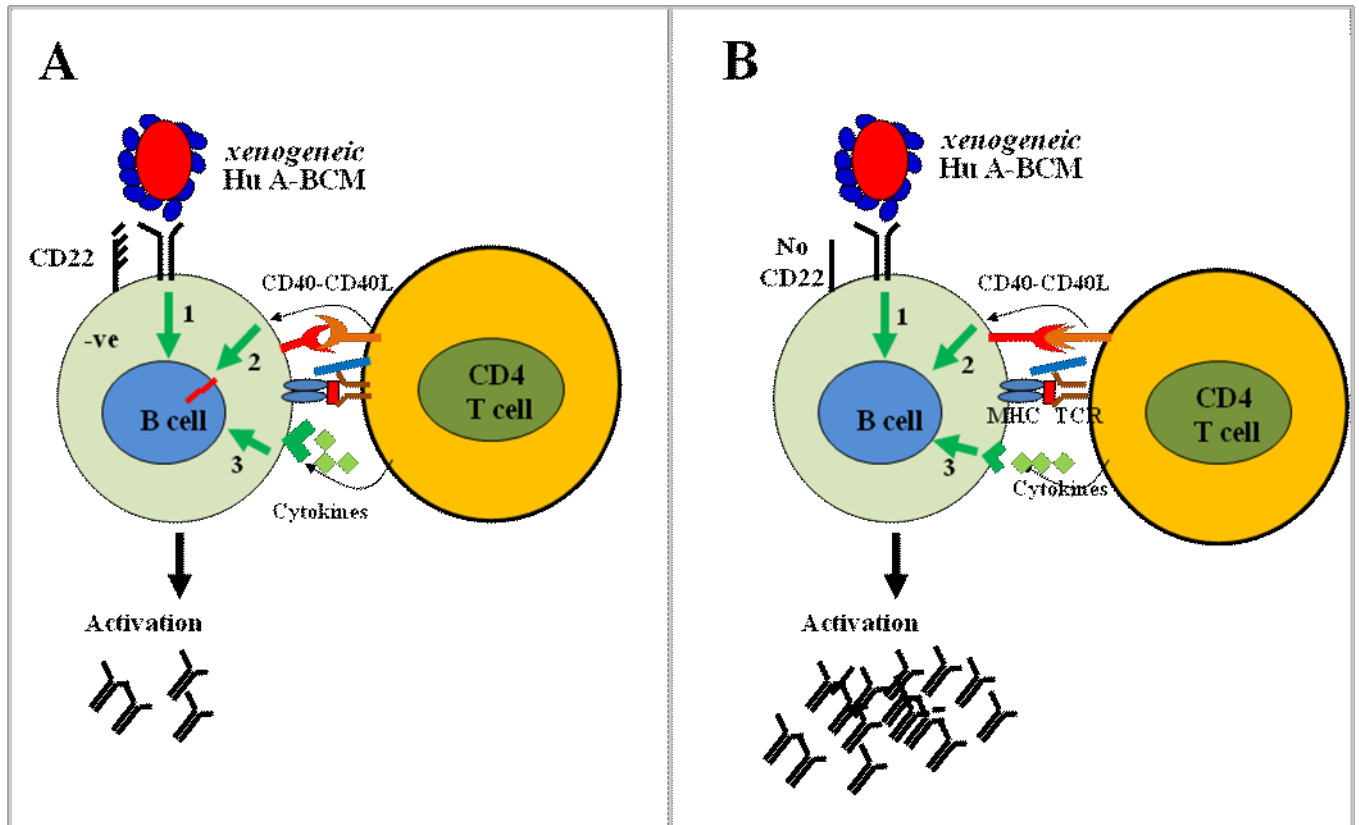 A
xenogeneic
Hu A-BCM
CD22
CD40-CD40L
1
-ve
2
B cell
CD4
T cell
3
Cytokines
Activation
B
xenogeneic
Hu A-BCM
No
CD22
CD40-CD40L
1
2
B cell
MHC TCR
CD4
T cell
3
Cytokines
Activation